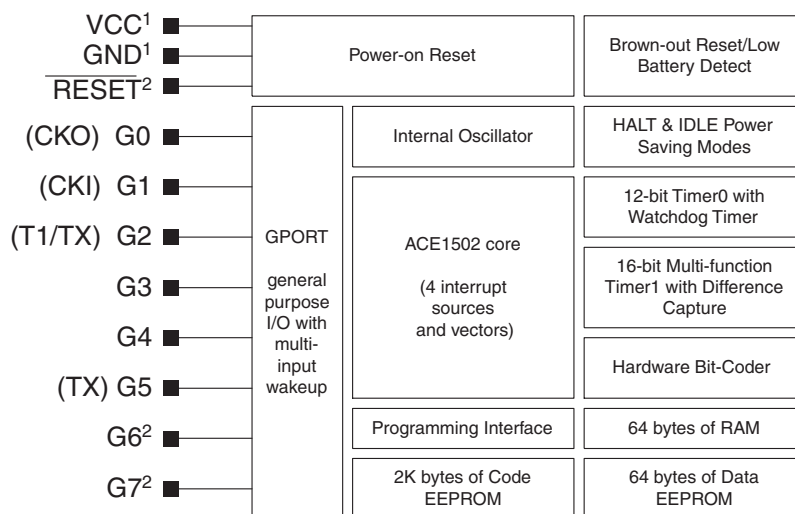 VCC¹
GND¹
RESET²
(CKO) G0
(CKI) G1
(T1/TX) G2
G3
G4
(TX) G5
G6²
G7²
Power-on Reset
Brown-out Reset/Low
Battery Detect
GPORT
general
purpose
I/O with
multi-
input
wakeup
Internal Oscillator
HALT & IDLE Power
Saving Modes
ACE1502 core
(4 interrupt
sources
and vectors)
12-bit Timer0 with
Watchdog Timer
16-bit Multi-function
Timer1 with Difference
Capture
Hardware Bit-Coder
Programming Interface
64 bytes of RAM
2K bytes of Code
EEPROM
64 bytes of Data
EEPROM